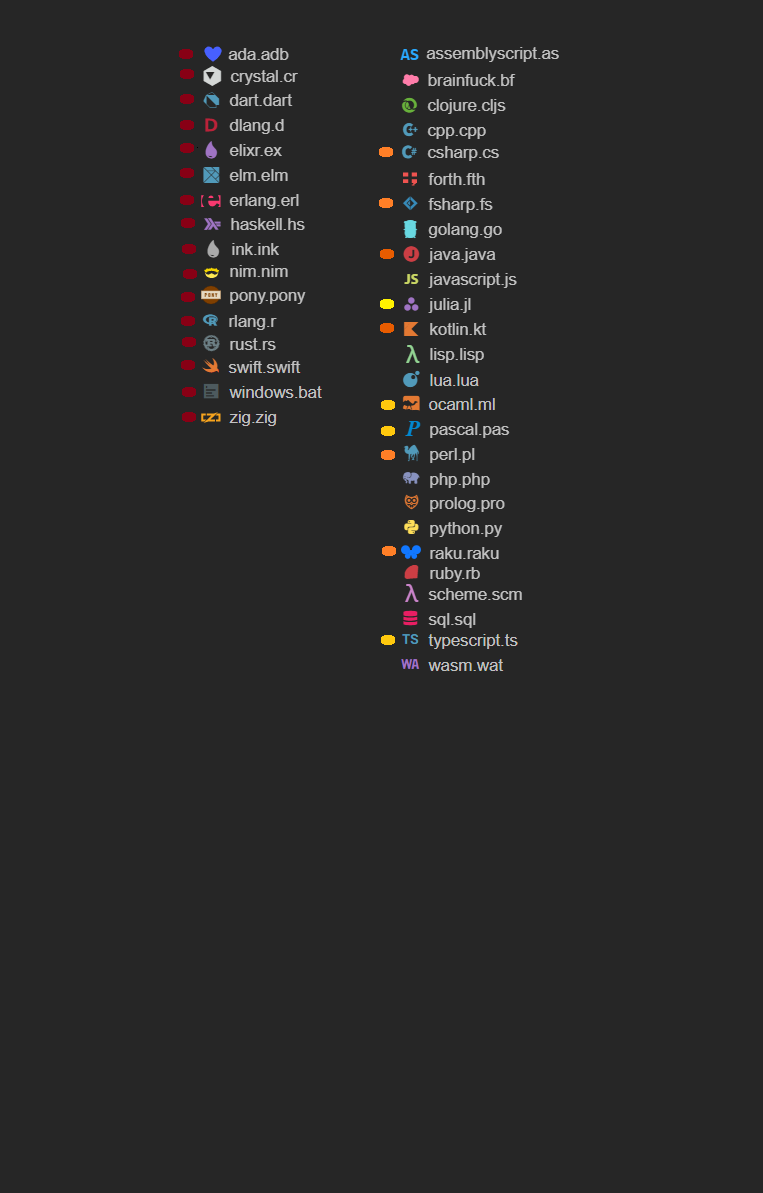 ada.adb
crystal.cr
dart.dart
D dlang.d
elixr.ex
elm.elm
erlang.erl
haskell.hs
ink.ink
nim.nim
PONY pony.pony
R rlang.r
R rust.rs
swift.swift
windows.bat
Z zig.zig
AS assemblyscript.as
brainfuck.bf
clojure.cljs
C++ cpp.cpp
C# csharp.cs
forth.fth
fsharp.fs
golang.go
J java.java
JS javascript.js
julia.jl
kotlin.kt
λ lisp.lisp
lua.lua
ocaml.ml
P pascal.pas
perl.pl
php.php
prolog.pro
python.py
raku.raku
ruby.rb
λ scheme.scm
sql.sql
TS typescript.ts
WA wasm.wat